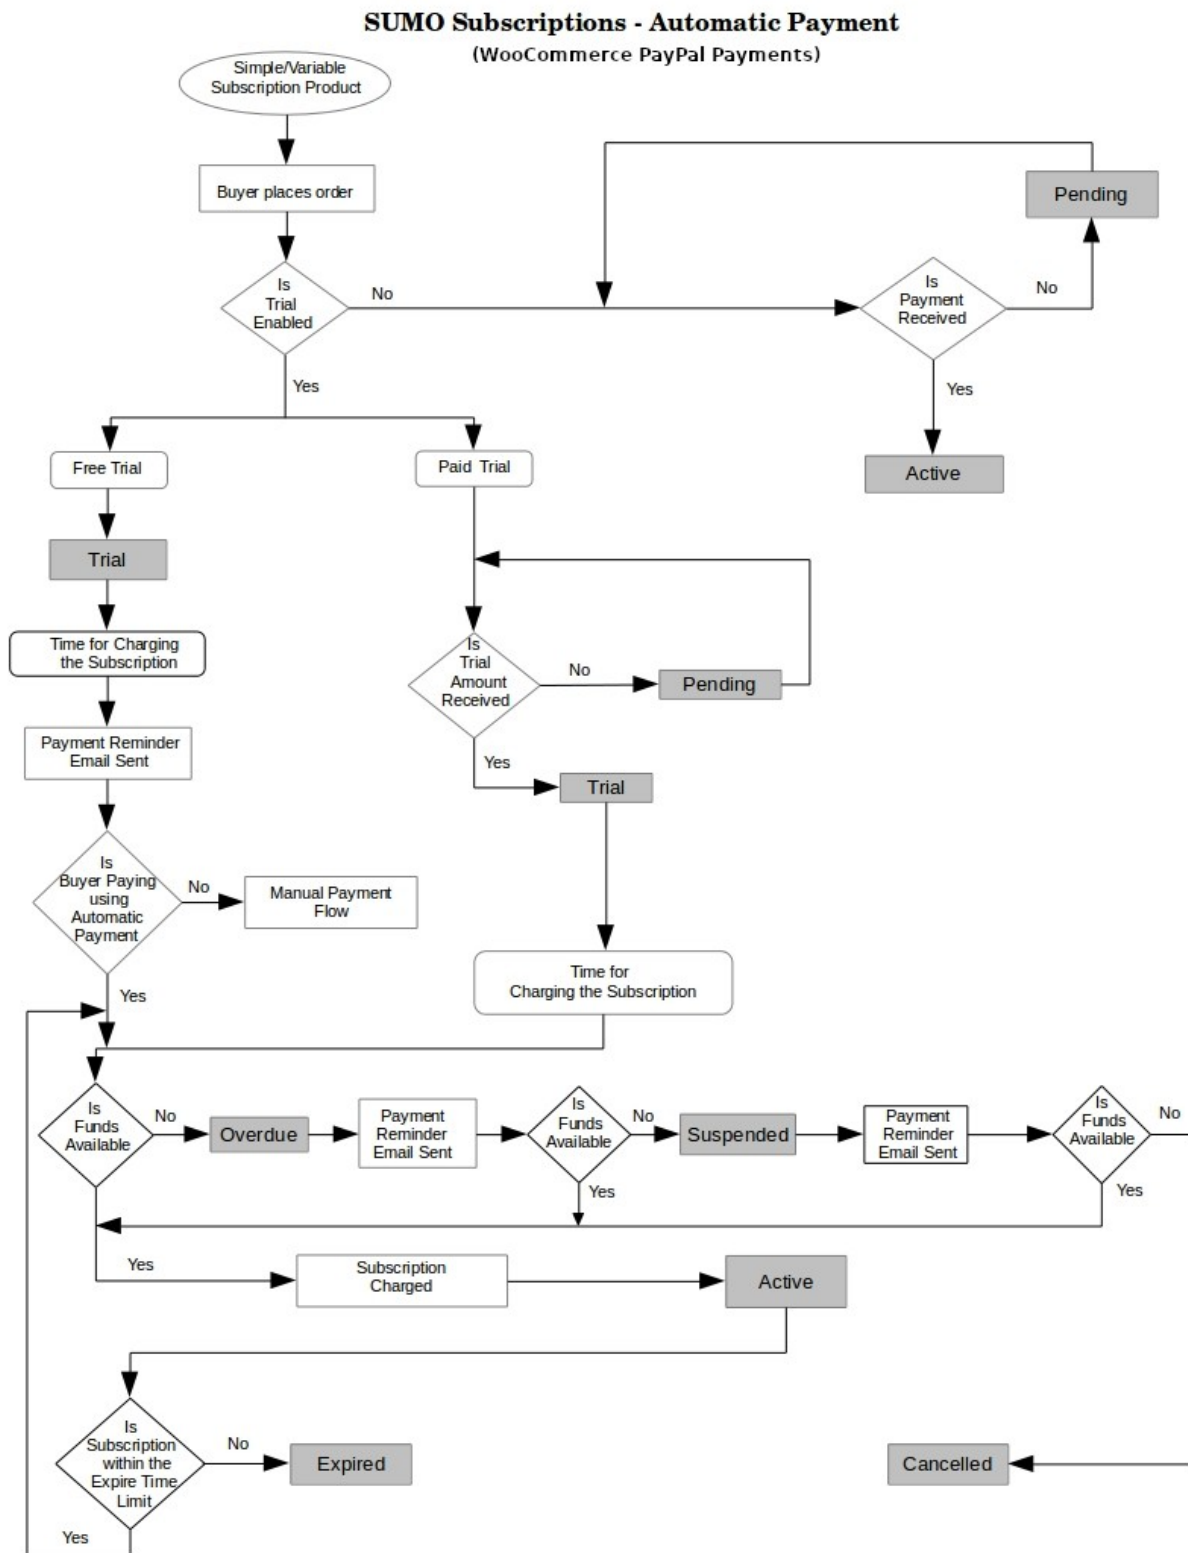 SUMO Subscriptions - Automatic Payment
(WooCommerce PayPal Payments)
Simple/Variable
Subscription Product
Buyer places order
Pending
Is
Trial
Enabled
No
Is
Payment
Received
No
Yes
Yes
Free Trial
Paid Trial
Active
Trial
Time for Charging
the Subscription
Is
Trial
Amount
Received
No
Pending
Payment Reminder
Email Sent
Yes
Trial
Is
Buyer Paying
using
Automatic
Payment
No
Manual Payment
Flow
Yes
Time for
Charging the Subscription
Is
Funds
Available
No
Overdue
Payment
Reminder
Email Sent
Is
Funds
Available
No
Suspended
Payment
Reminder
Email Sent
Is
Funds
Available
No
Yes
Yes
Yes
Subscription
Charged
Active
Is
Subscription
within the
Expire Time
Limit
No
Expired
Cancelled
Yes